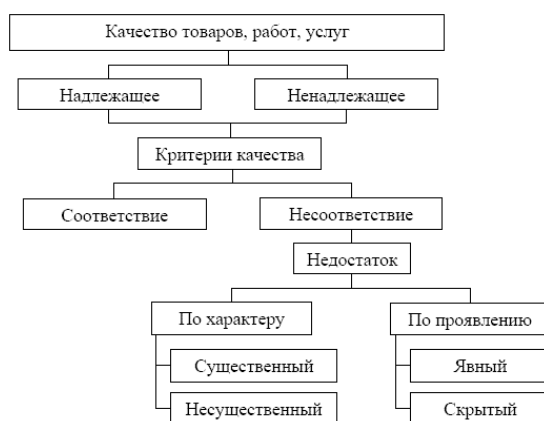 Качество товаров, работ, услуг
Надлежащее
Ненадлежащее
Критерии качества
Соответствие
Несоответствие
Недостаток
По характеру
По проявлению
Существенный
Явный
Несущественный
Скрытый